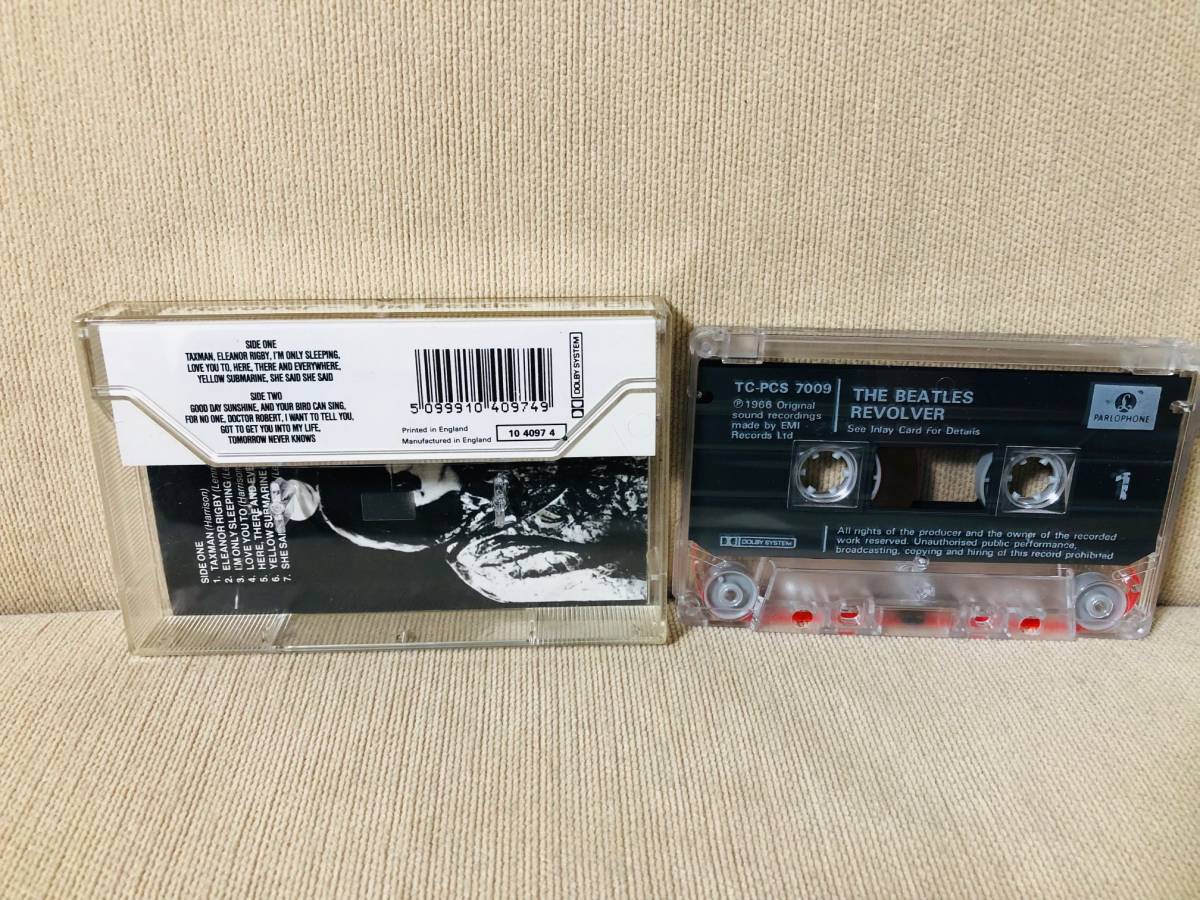 SIDE ONE
TAXMAN, ELEANOR RIGBY, I'M ONLY SLEEPING,
LOVE YOU TO, HERE, THERE AND EVERYWHERE,
YELLOW SUBMARINE, SHE SAID SHE SAID
SIDE TWO
GOOD DAY SUNSHINE, AND YOUR BIRD CAN SING,
FOR NO ONE, DOCTOR ROBERT, I WANT TO TELL YOU,
GOT TO GET YOU INTO MY LIFE,
TOMORROW NEVER KNOWS
5 099910 409749
Printed in England
Manufactured in England
10 4097 4
DOLBY SYSTEM
SIDE ONE
1. TAXMAN (Harrison)
2. ELEANOR RIGBY
3. I'M ONLY SLEEPING
4. LOVE YOU TO (Harrison)
5. HERE, THERE AND
6. YELLOW SUBMARINE
7. SHE SAID
TC-PCS 7009
℗1966 Original
sound recordings
made by EMI
Records Ltd
THE BEATLES
REVOLVER
See Inlay Card For Details
PARLOPHONE
1
DOLBY SYSTEM
All rights of the producer and the owner of the recorded
work reserved. Unauthorised public performance,
broadcasting, copying and hiring of this record prohibited